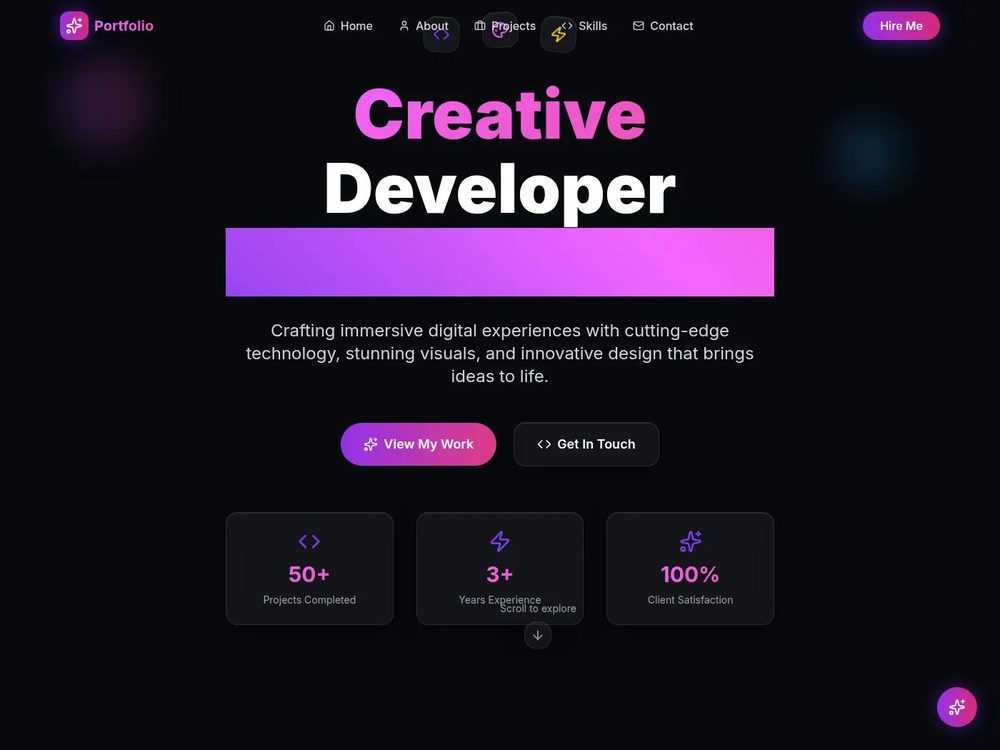 Portfolio
Home
About
Projects
Skills
Contact
Hire Me
Creative
Developer
Crafting immersive digital experiences with cutting-edge
technology, stunning visuals, and innovative design that brings
ideas to life.
View My Work
Get In Touch
50+
Projects Completed
3+
Years Experience
100%
Client Satisfaction
Scroll to explore